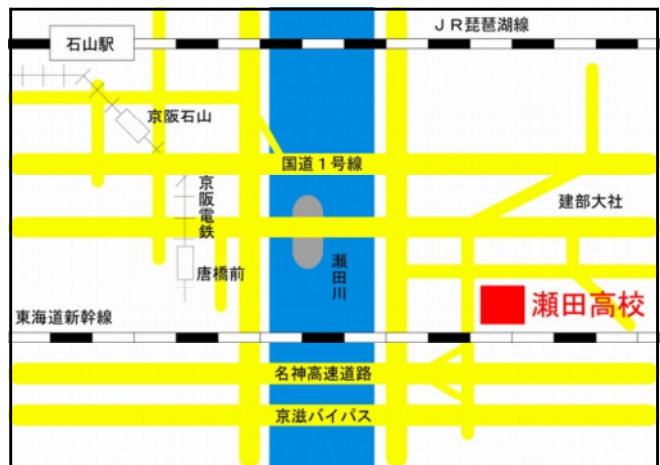 ＪＲ琵琶湖線
石山駅
京阪石山
国道１号線
京阪電鉄
建部大社
瀬田川
唐橋前
瀬田高校
東海道新幹線
名神高速道路
京滋バイパス